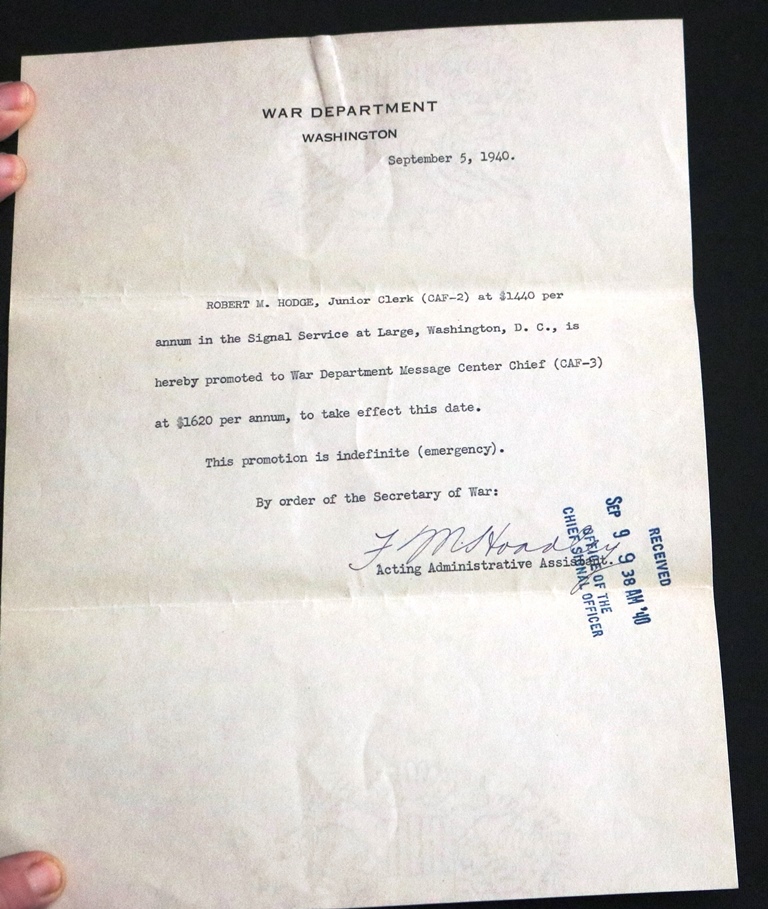 WAR DEPARTMENT
WASHINGTON
September 5, 1940.
ROBERT M. HODGE, Junior Clerk (CAF-2) at $1440 per
annum in the Signal Service at Large, Washington, D. C., is
hereby promoted to War Department Message Center Chief (CAF-3)
at $1620 per annum, to take effect this date.
This promotion is indefinite (emergency).
By order of the Secretary of War:
F M Hoadley
Acting Administrative Assistant.
RECEIVED
SEP 9 9 38 AM '40
OFFICE OF THE
CHIEF SIGNAL OFFICER